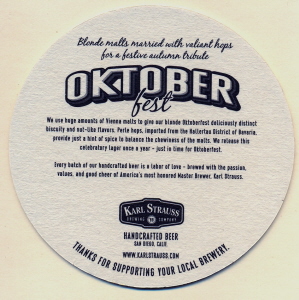 Blonde malts married with valiant hops
for a festive autumn tribute
OKTOBER
fest
We use huge amounts of Vienna malts to give our blonde Oktoberfest deliciously distinct
biscuity and nut-like flavors. Perle hops, imported from the Hallertau District of Bavaria,
provide just a hint of spice to balance the chewiness of the malts. We release this
celebratory lager once a year – just in time for Oktoberfest.
Every batch of our handcrafted beer is a labor of love – brewed with the passion,
values, and good cheer of America's most honored Master Brewer, Karl Strauss.
KARL STRAUSS
BREWING COMPANY
HANDCRAFTED BEER
SAN DIEGO, CALIF.
WWW.KARLSTRAUSS.COM
THANKS FOR SUPPORTING YOUR LOCAL BREWERY.